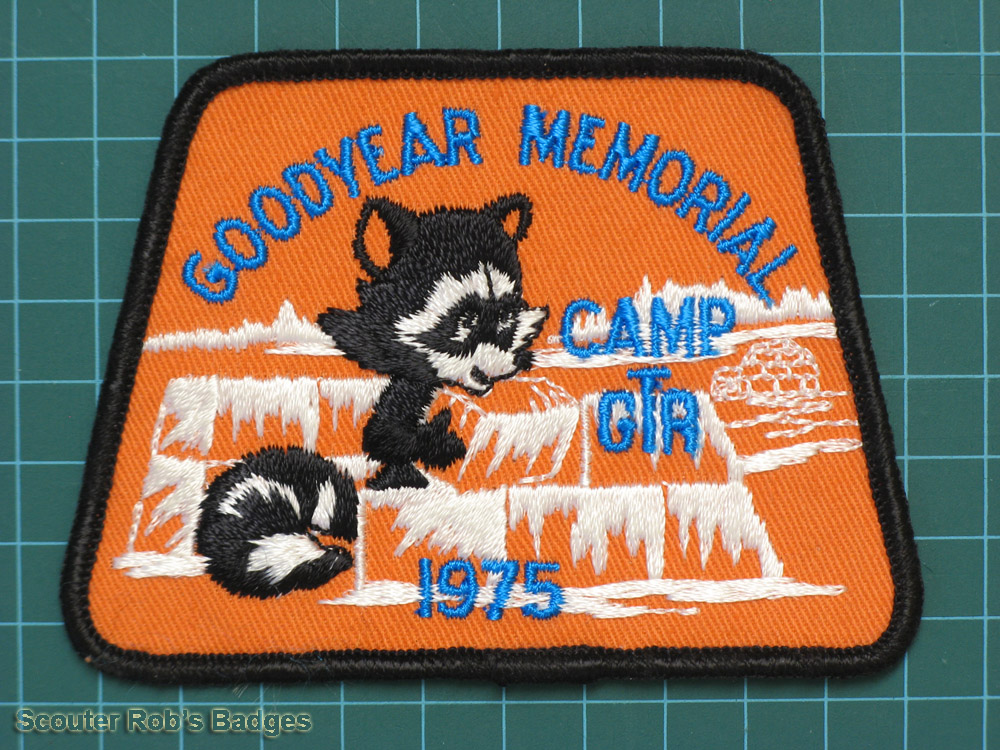 GOODYEAR MEMORIAL
CAMP
GTR
1975
Scouter Rob's Badges